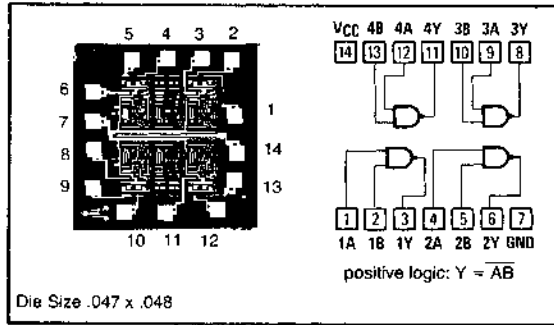 5 4 3 2
6
7
8
9
1
14
13
10 11 12
VCC 4B 4A 4Y 3B 3A 3Y
14 13 12 11 10 9 8
1 2 3 4 5 6 7
1A 1B 1Y 2A 2B 2Y GND
positive logic: Y = A̅B̅
Die Size .047 x .048